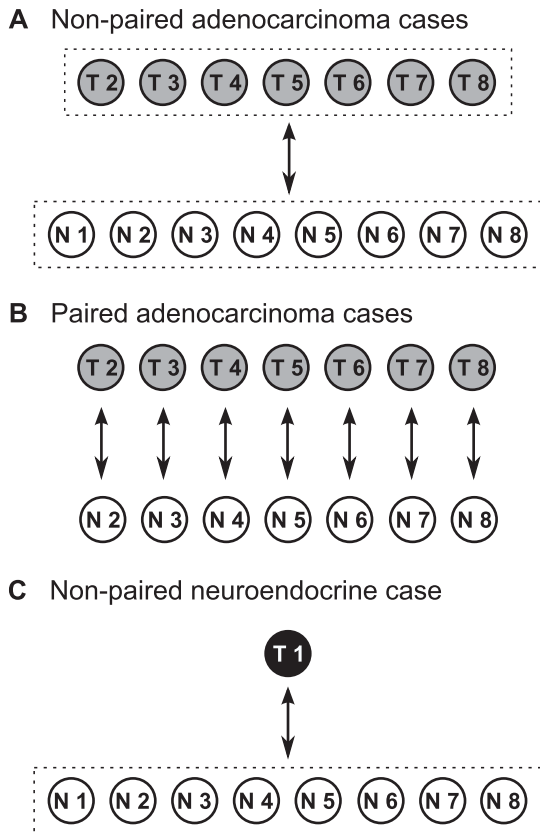 A Non-paired adenocarcinoma cases
T 2 T 3 T 4 T 5 T 6 T 7 T 8
N 1 N 2 N 3 N 4 N 5 N 6 N 7 N 8
B Paired adenocarcinoma cases
T 2 T 3 T 4 T 5 T 6 T 7 T 8
N 2 N 3 N 4 N 5 N 6 N 7 N 8
C Non-paired neuroendocrine case
T 1
N 1 N 2 N 3 N 4 N 5 N 6 N 7 N 8